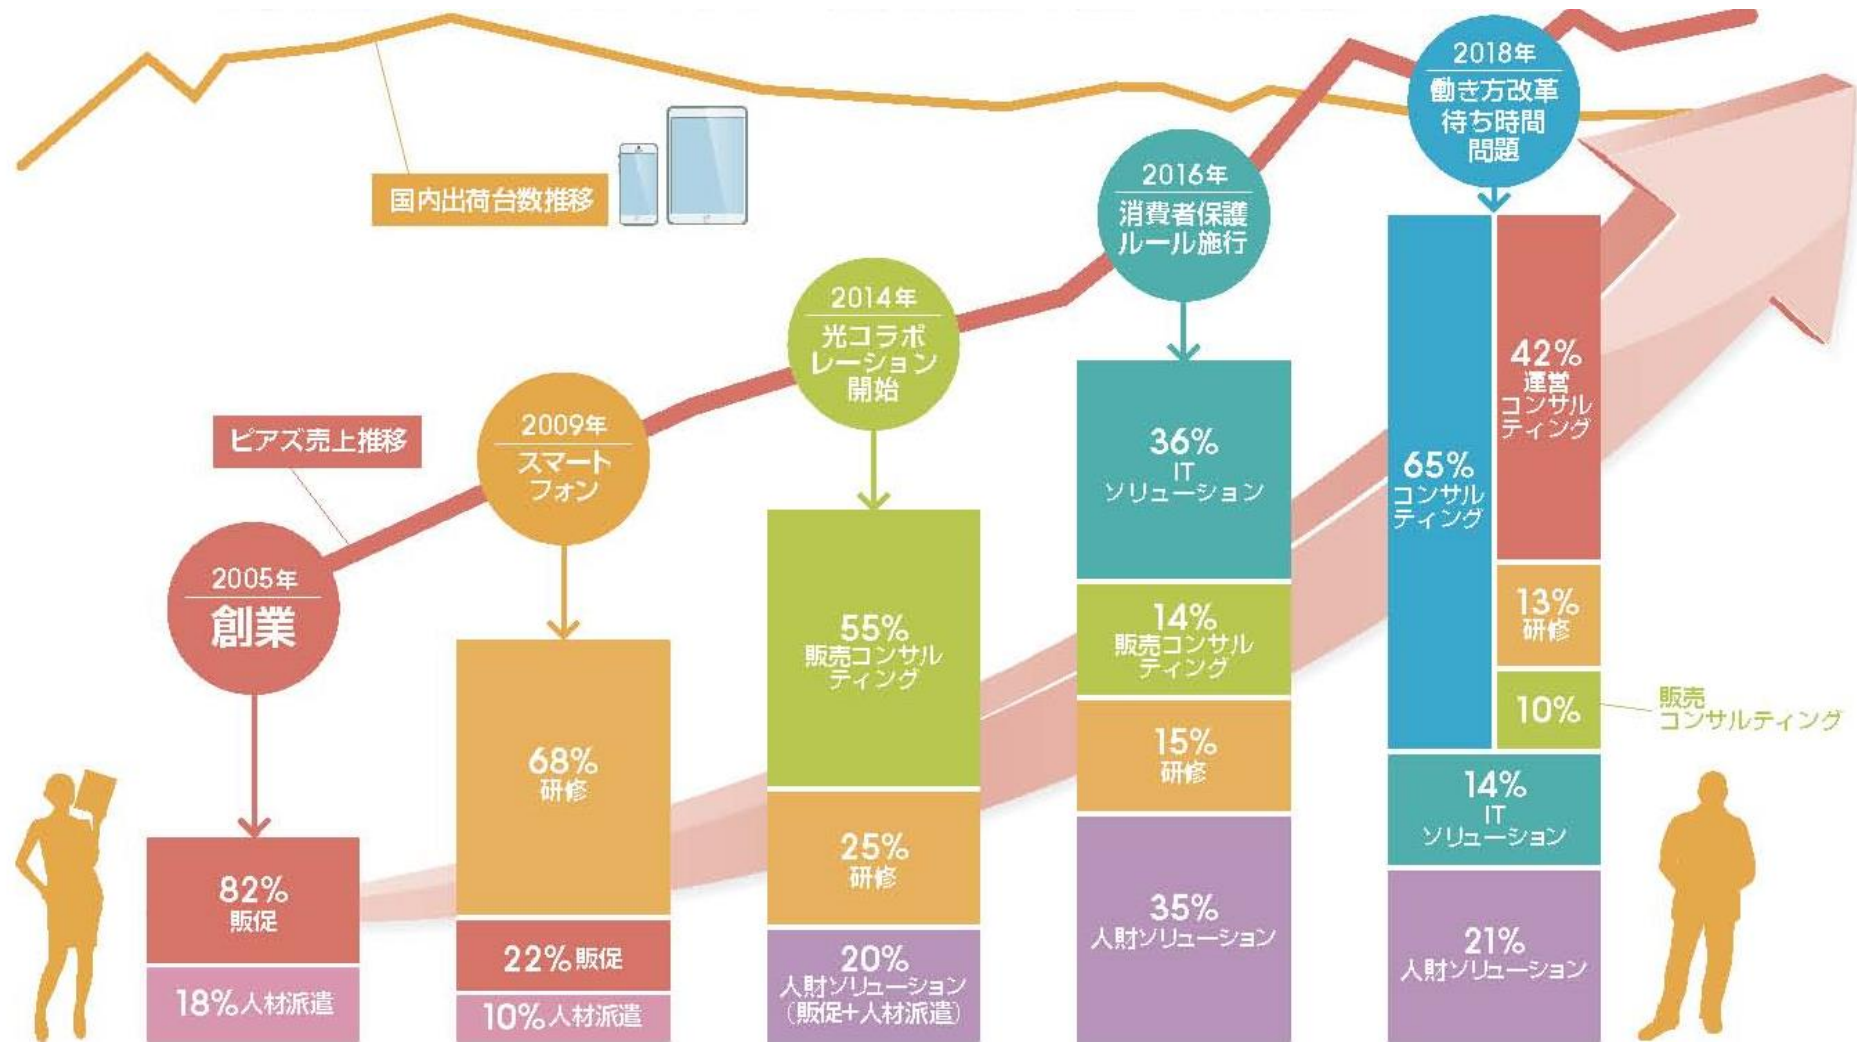 国内出荷台数推移
ピアズ売上推移
2005年
創業
82%
販促
18%人材派遣
2009年
スマート
フォン
68%
研修
22%販促
10%人材派遣
2014年
光コラボ
レーション
開始
55%
販売コンサル
ティング
25%
研修
20%
人財ソリューション
(販促+人材派遣)
2016年
消費者保護
ルール施行
36%
IT
ソリューション
14%
販売コンサル
ティング
15%
研修
35%
人財ソリューション
2018年
働き方改革
待ち時間
問題
65%
コンサル
ティング
42%
運営
コンサル
ティング
13%
研修
10%
販売
コンサルティング
14%
IT
ソリューション
21%
人財ソリューション